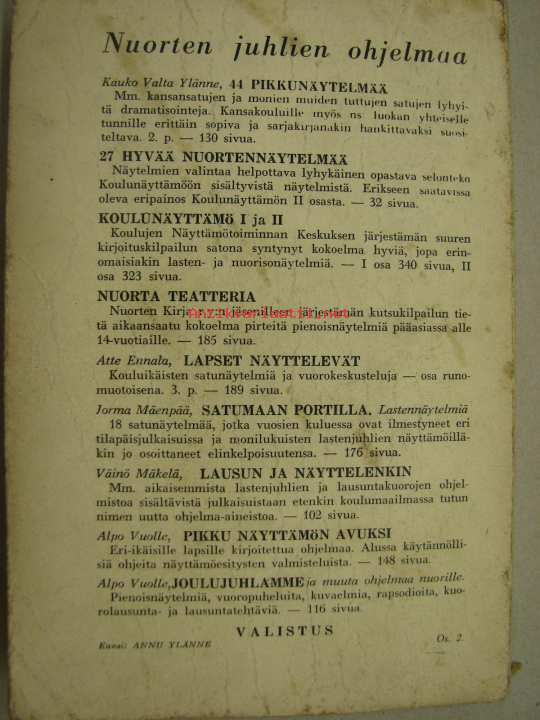 Nuorten juhlien ohjelmaa
Kauko Valta Ylänne, 44 PIKKUNÄYTELMÄÄ
Mm. kansansatujen ja monien muiden tuttujen satujen lyhyi-
tä dramatisointeja. Kansakouluille myös ns luokan yhteiselle
tunnille erittäin sopiva ja sarjakirjanakin hankittavaksi suosi-
teltava. 2. p. — 130 sivua.
27 HYVÄÄ NUORTENNÄYTELMÄÄ
Näytelmien valintaa helpottava lyhykäinen opastava selonteko
Koulunäyttämöön sisältyvistä näytelmistä. Erikseen saatavissa
oleva eripainos Koulunäyttämön II osasta. — 32 sivua.
KOULUNÄYTTÄMÖ I ja II
Koulujen Näyttämötoiminnan Keskuksen järjestämän suuren
kirjoituskilpailun satona syntynyt kokoelma hyviä, jopa erin-
omaisiakin lasten- ja nuorisonäytelmiä. — I osa 340 sivua, II
osa 323 sivua.
NUORTA TEATTERIA
Nuorten Kirja r.y:n jäsenilleen järjestämän kutsukilpailun tie-
tä aikaansaatu kokoelma pirteitä pienoisnäytelmiä pääasiassa alle
14-vuotiaille. — 185 sivua.
Atte Ennala, LAPSET NÄYTTELEVÄT
Kouluikäisten satunäytelmiä ja vuorokeskusteluja — osa runo-
muotoisena. 3. p. — 189 sivua.
Jorma Mäenpää, SATUMAAN PORTILLA. Lastennäytelmiä
18 satunäytelmää, jotka vuosien kuluessa ovat ilmestyneet eri
tilapäisjulkaisuissa ja monilukuisten lastenjuhlien näyttämöillä-
kin jo osoittaneet elinkelpoisuutensa. — 176 sivua.
Väinö Mäkelä, LAUSUN JA NÄYTTELENKIN
Mm. aikaisemmista lastenjuhlien ja lausuntakuorojen ohjel-
mistoa sisältävistä julkaisuistaan etenkin koulumaailmassa tutun
nimen uutta ohjelma-aineistoa. — 102 sivua.
Alpo Vuolle, PIKKU NÄYTTÄMÖN AVUKSI
Eri-ikäisille lapsille kirjoitettua ohjelmaa. Alussa käytännölli-
siä ohjeita näyttämöesitysten valmisteluista. — 148 sivua.
Alpo Vuolle, JOULUJUHLAMME ja muuta ohjelmaa nuorille.
Pienoisnäytelmiä, vuoropuheluita, kuvaelmia, rapsodioita, kuo-
rolausunta- ja lausuntatehtäviä. — 116 sivua.
VALISTUS
Kansi: ANNU YLÄNNE
Os. 2